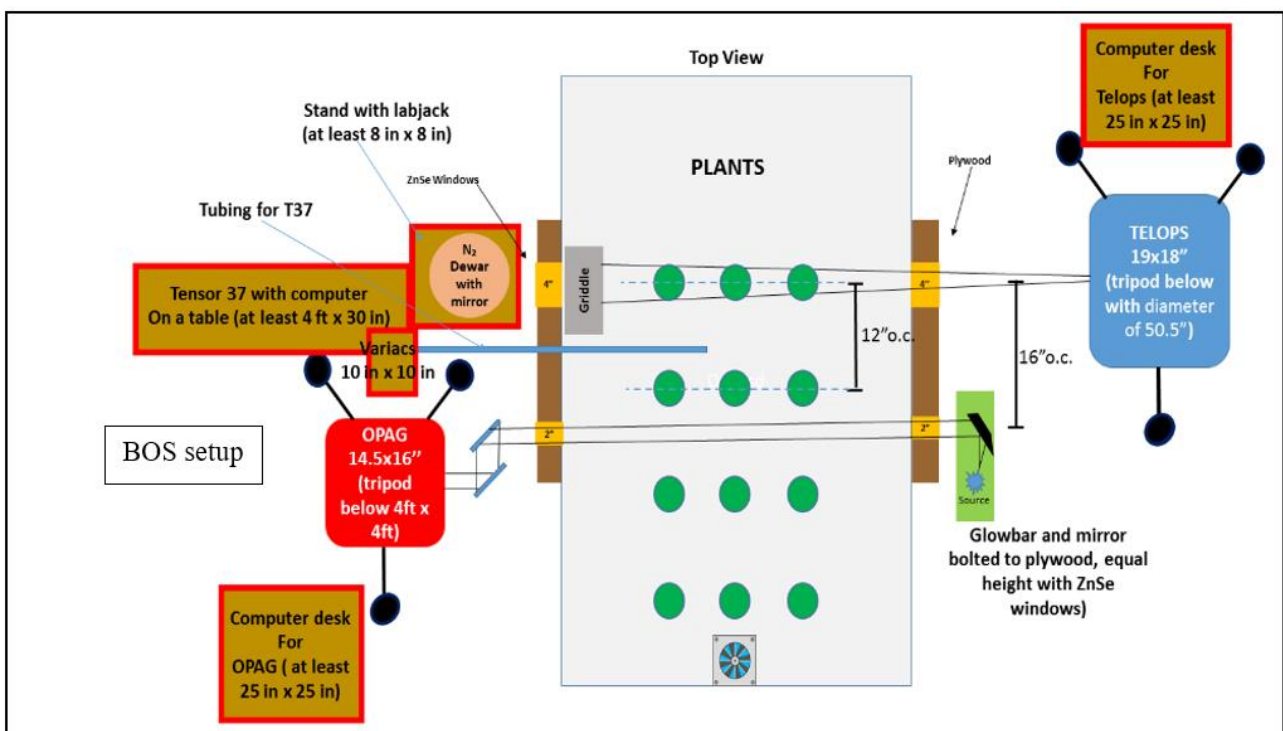 Top View
Computer desk
For
Telops (at least
25 in x 25 in)
Stand with labjack
(at least 8 in x 8 in)
ZnSe Windows
PLANTS
Plywood
Tubing for T37
N₂
Dewar
with
mirror
4"
Griddle
4"
TELOPS
19x18”
(tripod below
with diameter
of 50.5”)
Tensor 37 with computer
On a table (at least 4 ft x 30 in)
12”o.c.
16”o.c.
Variacs
10 in x 10 in
BOS setup
OPAG
14.5x16’’
(tripod
below 4ft x
4ft)
2"
2"
Source
Glowbar and mirror
bolted to plywood, equal
height with ZnSe
windows)
Computer desk
For
OPAG ( at least
25 in x 25 in)